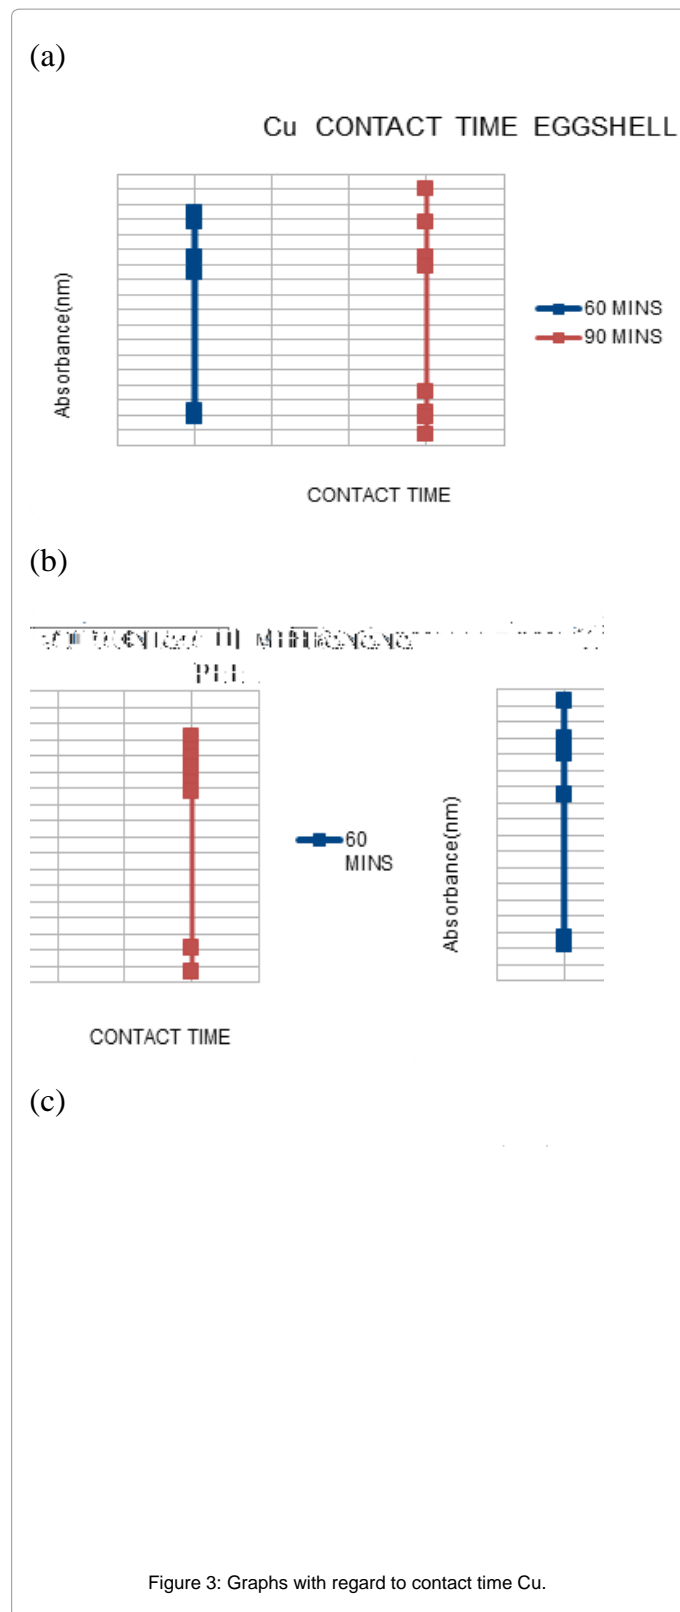 (a)
Cu CONTACT TIME EGGSHELL
Absorbance(nm)
60 MINS
90 MINS
CONTACT TIME
(b)
60
MINS
Absorbance(nm)
CONTACT TIME
(c)
Figure 3: Graphs with regard to contact time Cu.